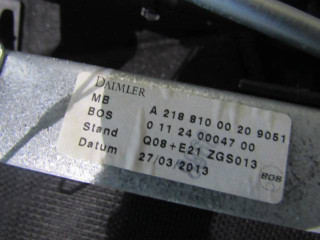 DAIMLER
MB A 218 810 00 20 9051
BOS 0 11 24 00047 00
Stand Q08+E21 ZGS013
Datum 27/03/2013
BOS